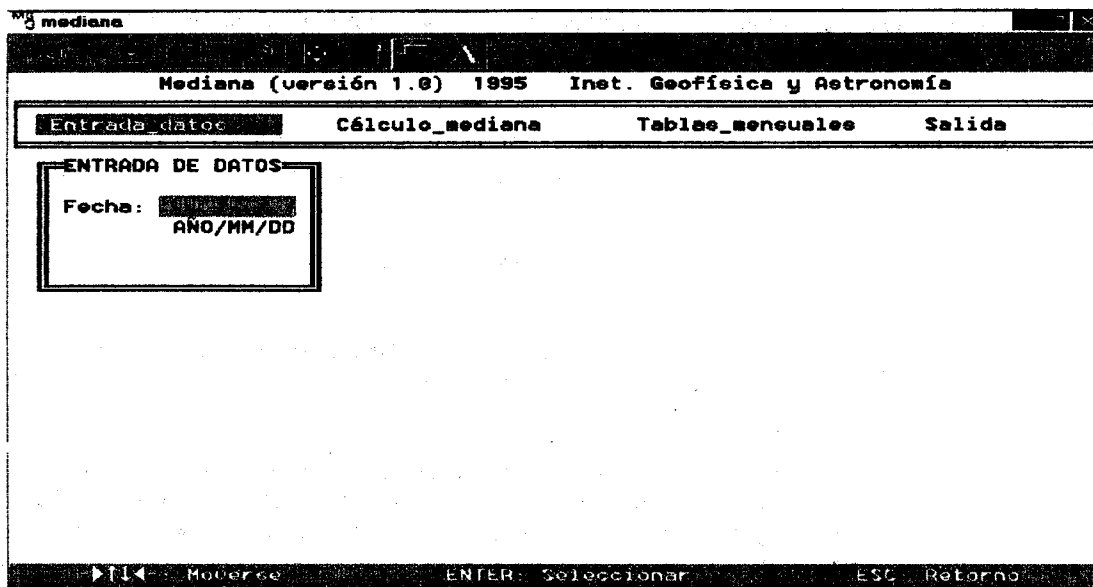 mediana
Mediana (versión 1.0) 1995 Inst. Geofísica y Astronomía
Entrada_datos Cálculo_mediana Tablas_mensuales Salida
ENTRADA DE DATOS
Fecha:
AÑO/MM/DD
▶↑↓◀ Moverse ENTER: Seleccionar ESC Retorno